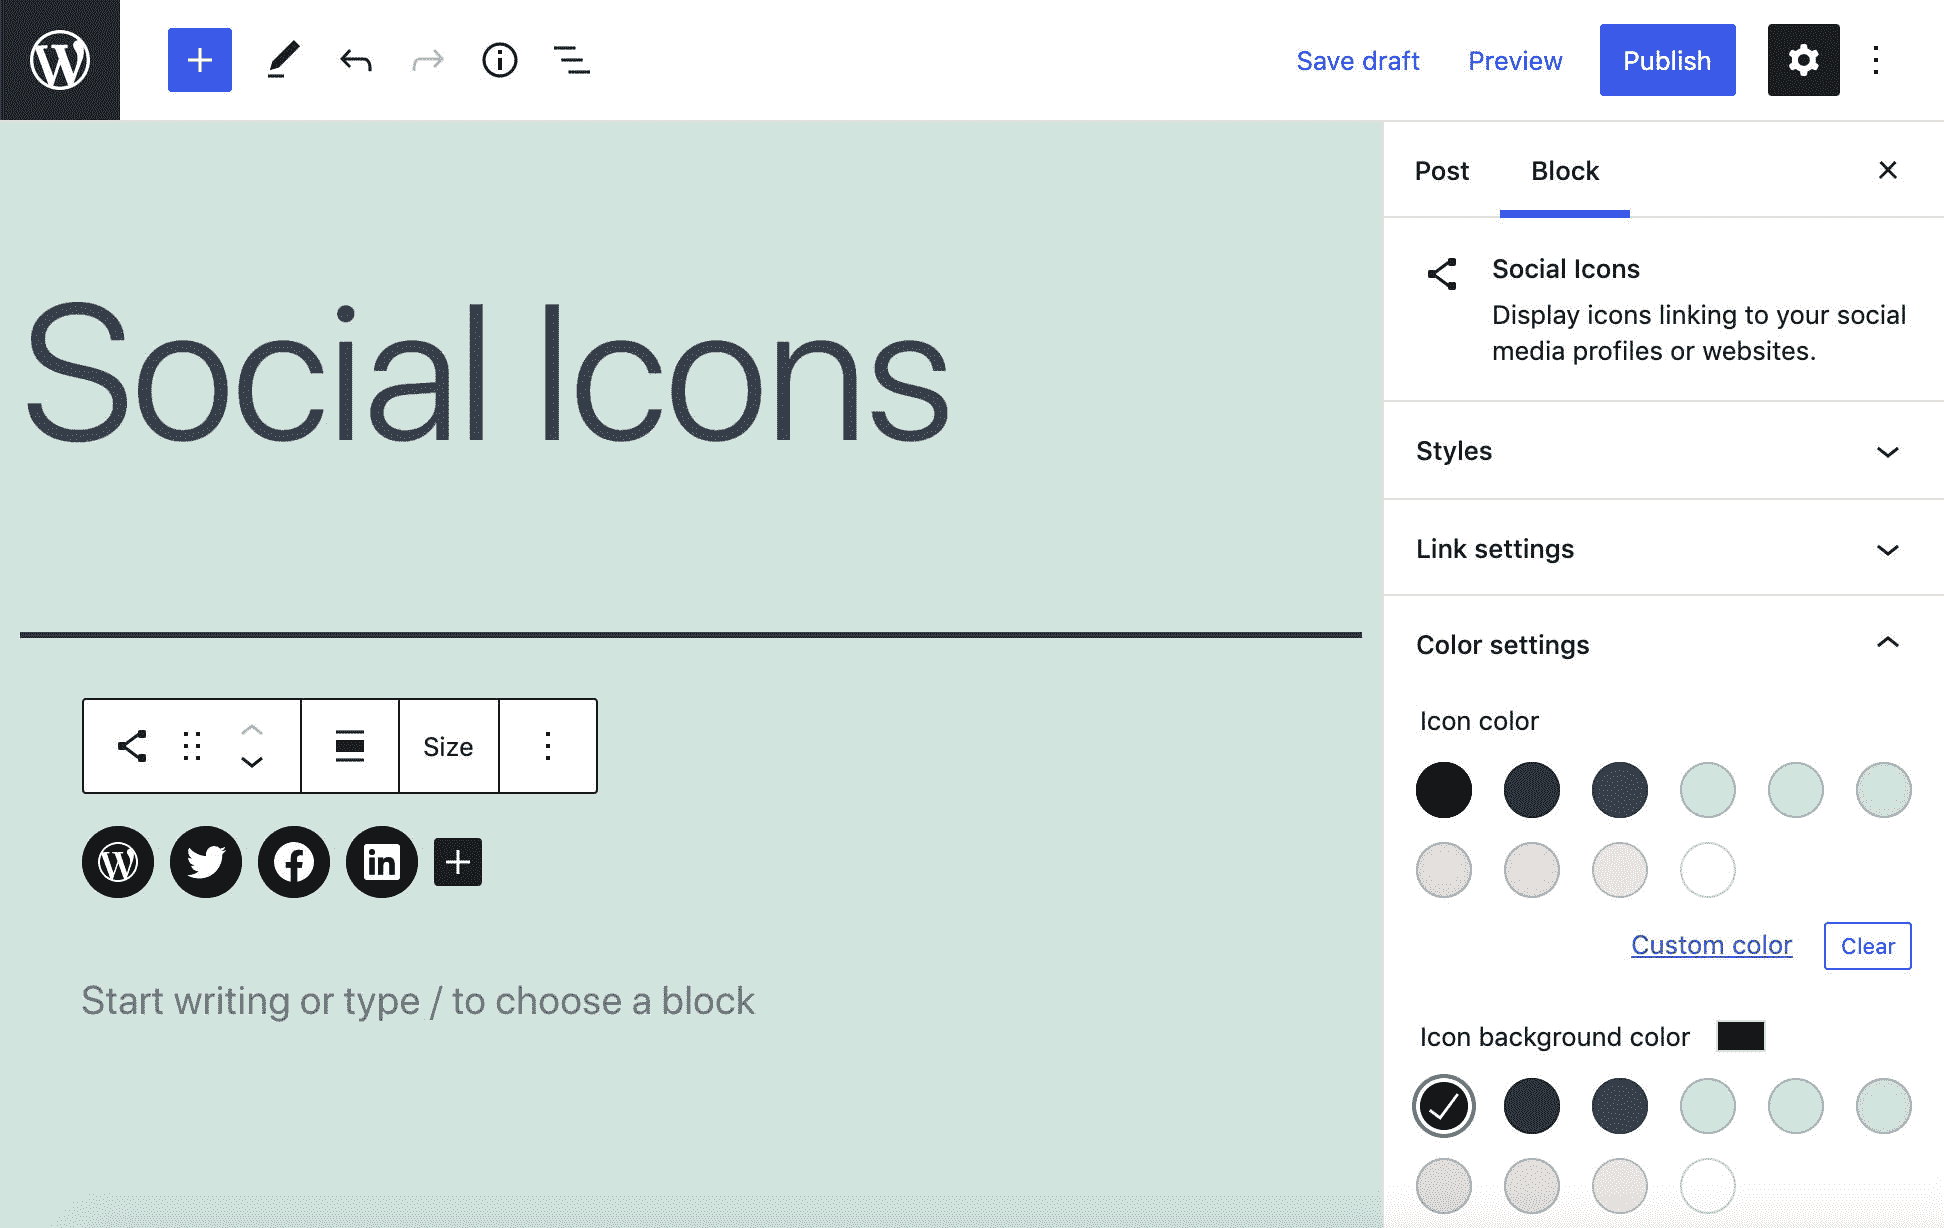 Save draft
Preview
Publish
Post
Block
Social Icons
Display icons linking to your social
media profiles or websites.
Styles
Link settings
Color settings
Icon color
Custom color
Clear
Icon background color
Social Icons
Size
Start writing or type / to choose a block